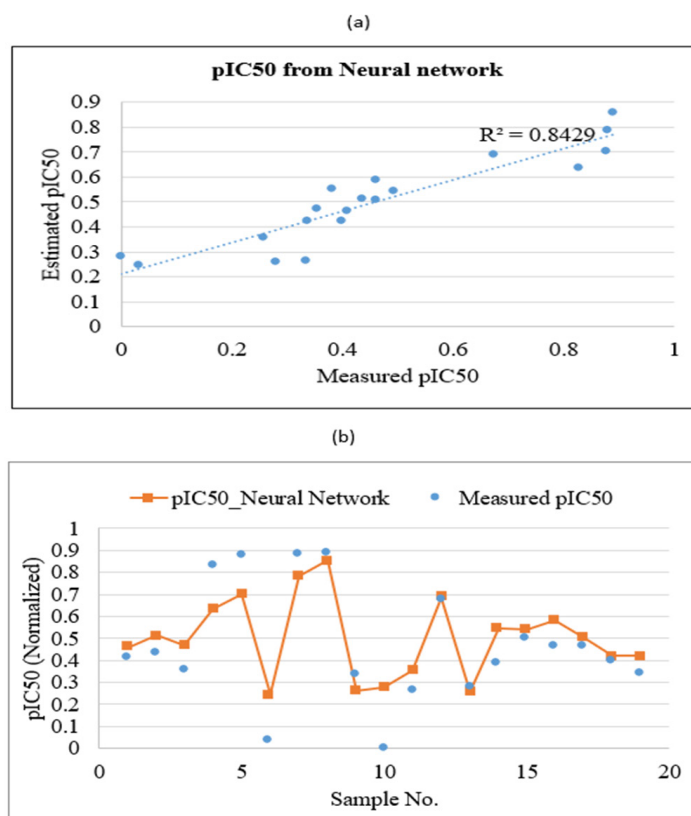 (a)
pIC50 from Neural network
Estimated pIC50
0.9
0.8
0.7
0.6
0.5
0.4
0.3
0.2
0.1
0
R² = 0.8429
0 0.2 0.4 0.6 0.8 1
Measured pIC50
(b)
pIC50_Neural Network Measured pIC50
pIC50 (Normalized)
1
0.9
0.8
0.7
0.6
0.5
0.4
0.3
0.2
0.1
0
0 5 10 15 20
Sample No.